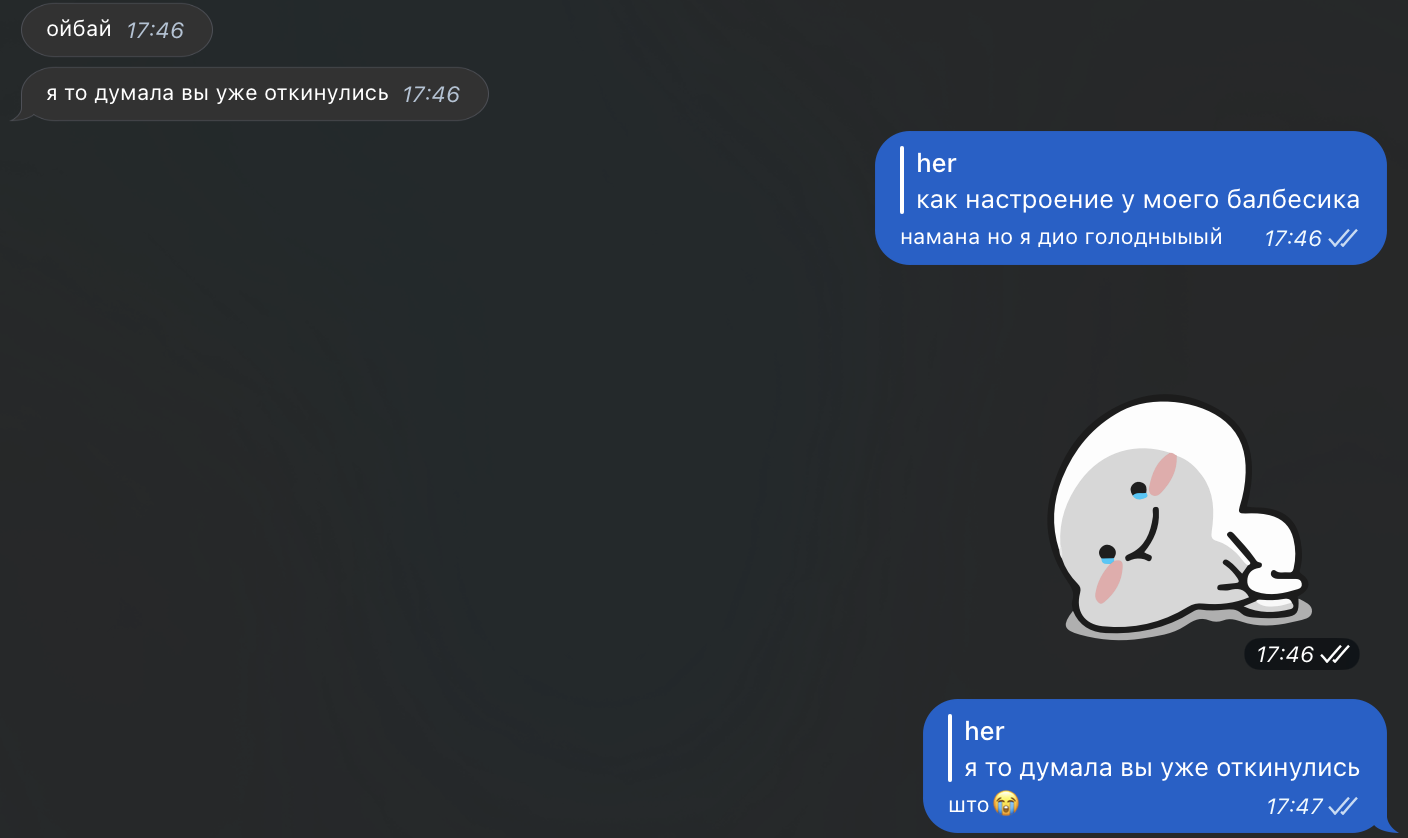 ойбай 17:46
я то думала вы уже откинулись 17:46
her
как настроение у моего балбесика
намана но я дио голодныыый 17:46
17:46
her
я то думала вы уже откинулись
што😭 17:47